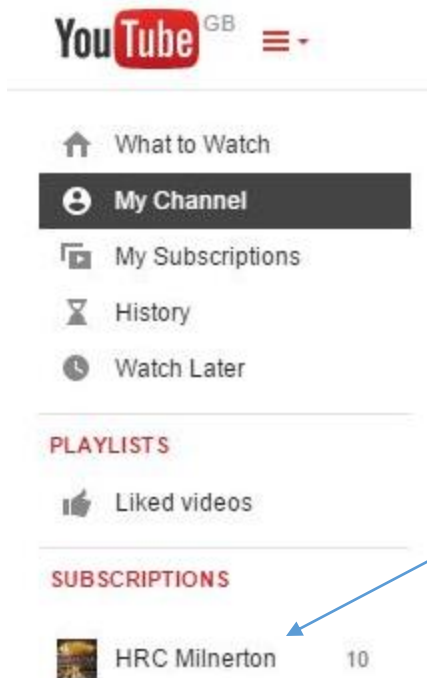 YouTube GB
What to Watch
My Channel
My Subscriptions
History
Watch Later
PLAYLISTS
Liked videos
SUBSCRIPTIONS
HRC Milnerton 10